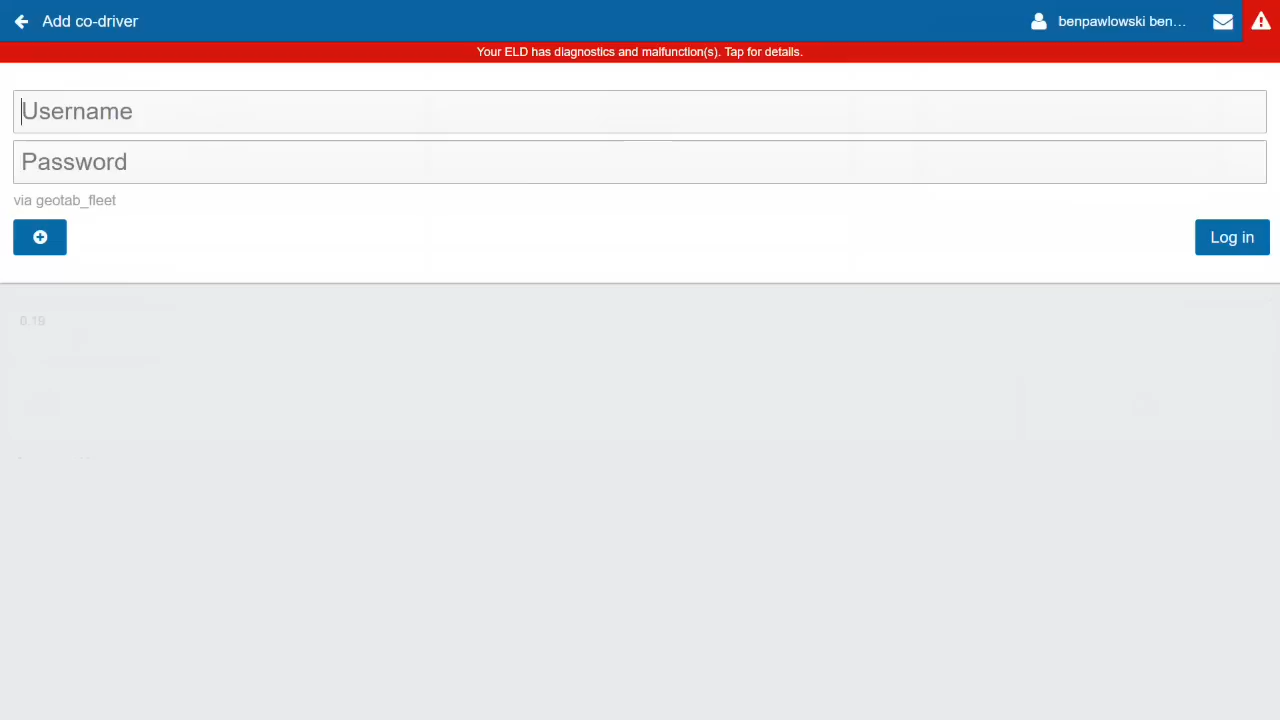 Add co-driver
benpawlowski ben...
Your ELD has diagnostics and malfunction(s). Tap for details.
Username
Password
via geotab_fleet
Log in